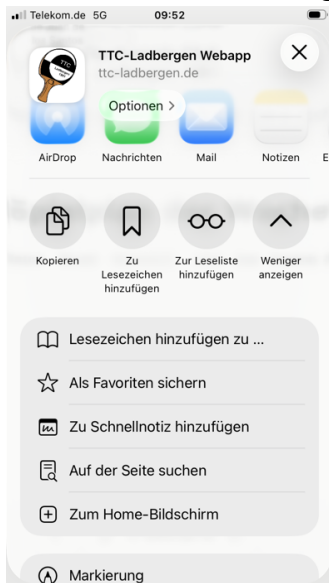 Telekom.de 5G 09:52
TTC
TTC-Ladbergen Webapp
ttc-ladbergen.de
Optionen >
AirDrop Nachrichten Mail Notizen E
Kopieren Zu Lesezeichen hinzufügen Zur Leseliste hinzufügen Weniger anzeigen
Lesezeichen hinzufügen zu ...
Als Favoriten sichern
Zu Schnellnotiz hinzufügen
Auf der Seite suchen
Zum Home-Bildschirm
Markierung